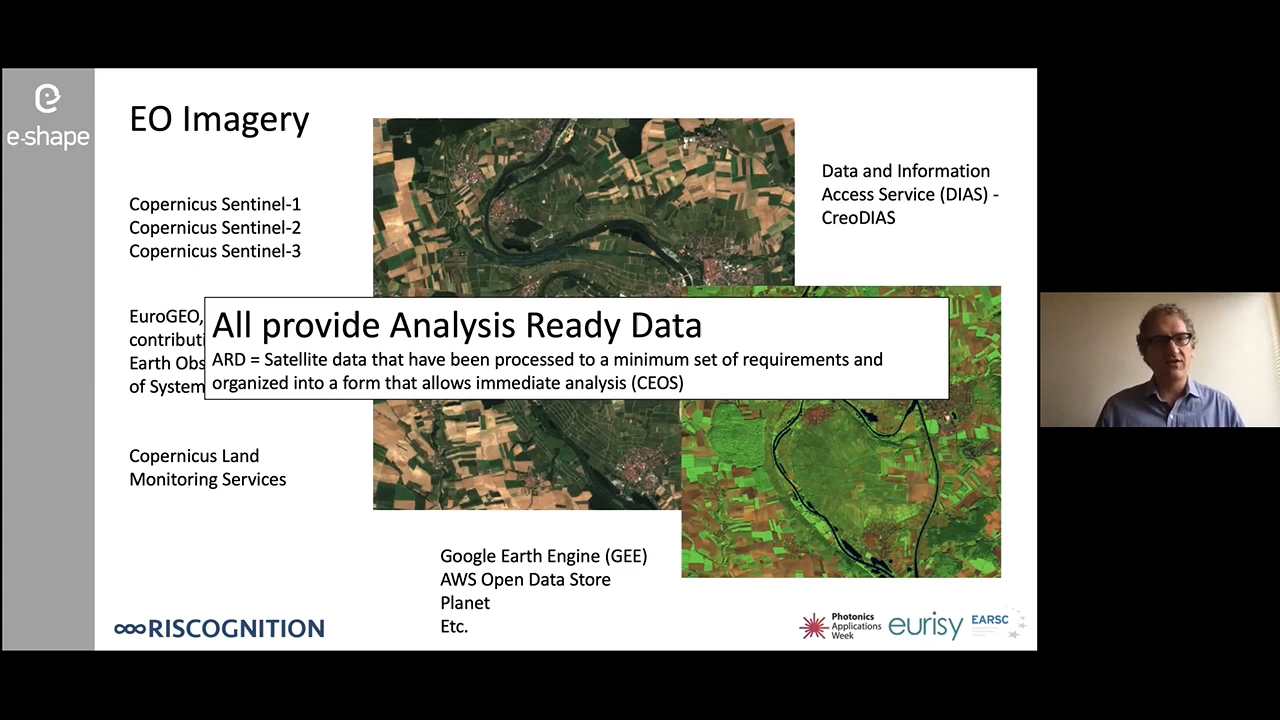 e-shape
EO Imagery
Copernicus Sentinel-1
Copernicus Sentinel-2
Copernicus Sentinel-3
Data and Information
Access Service (DIAS) -
CreoDIAS
EuroGEO,
contributi
Earth Obs
of System
All provide Analysis Ready Data
ARD = Satellite data that have been processed to a minimum set of requirements and
organized into a form that allows immediate analysis (CEOS)
Copernicus Land
Monitoring Services
Google Earth Engine (GEE)
AWS Open Data Store
Planet
Etc.
RISCOGNITION
Photonics
Applications
Week
eurisy
EARSC